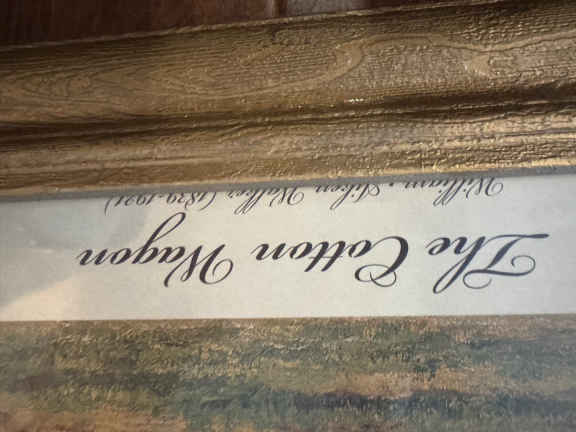 The Cotton Wagon
William Aiken Walker (1839-1921)